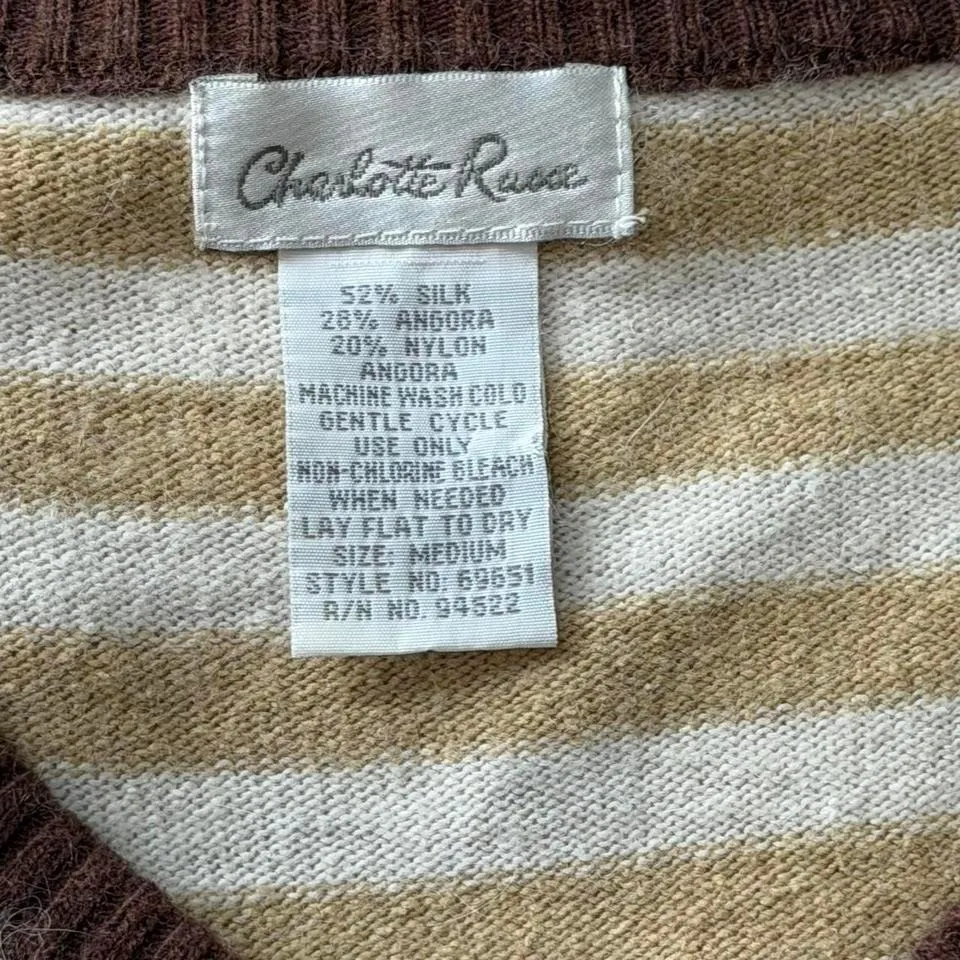 Charlotte Russe
52% SILK
28% ANGORA
20% NYLON
ANGORA
MACHINE WASH COLD
GENTLE CYCLE
USE ONLY
NON-CHLORINE BLEACH
WHEN NEEDED
LAY FLAT TO DRY
SIZE: MEDIUM
STYLE NO: 69651
R/N NO. 94522